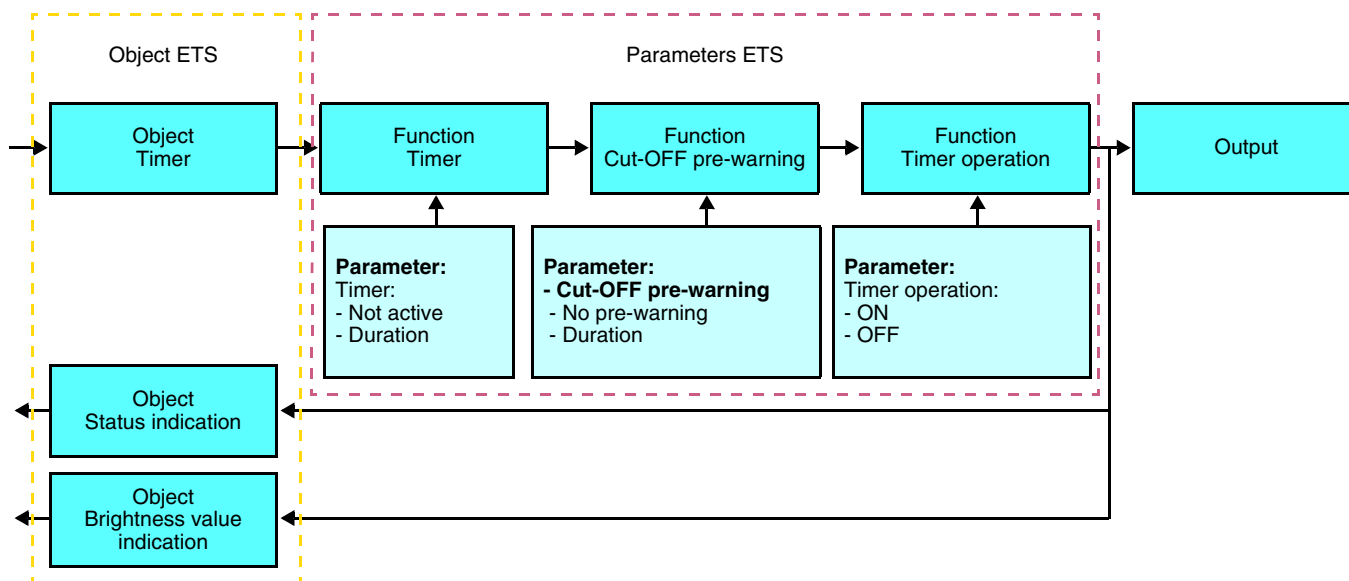 Object ETS
Parameters ETS
Object
Timer
Function
Timer
Function
Cut-OFF pre-warning
Function
Timer operation
Output
Parameter:
Timer:
- Not active
- Duration
Parameter:
- Cut-OFF pre-warning
- No pre-warning
- Duration
Parameter:
Timer operation:
- ON
- OFF
Object
Status indication
Object
Brightness value
indication